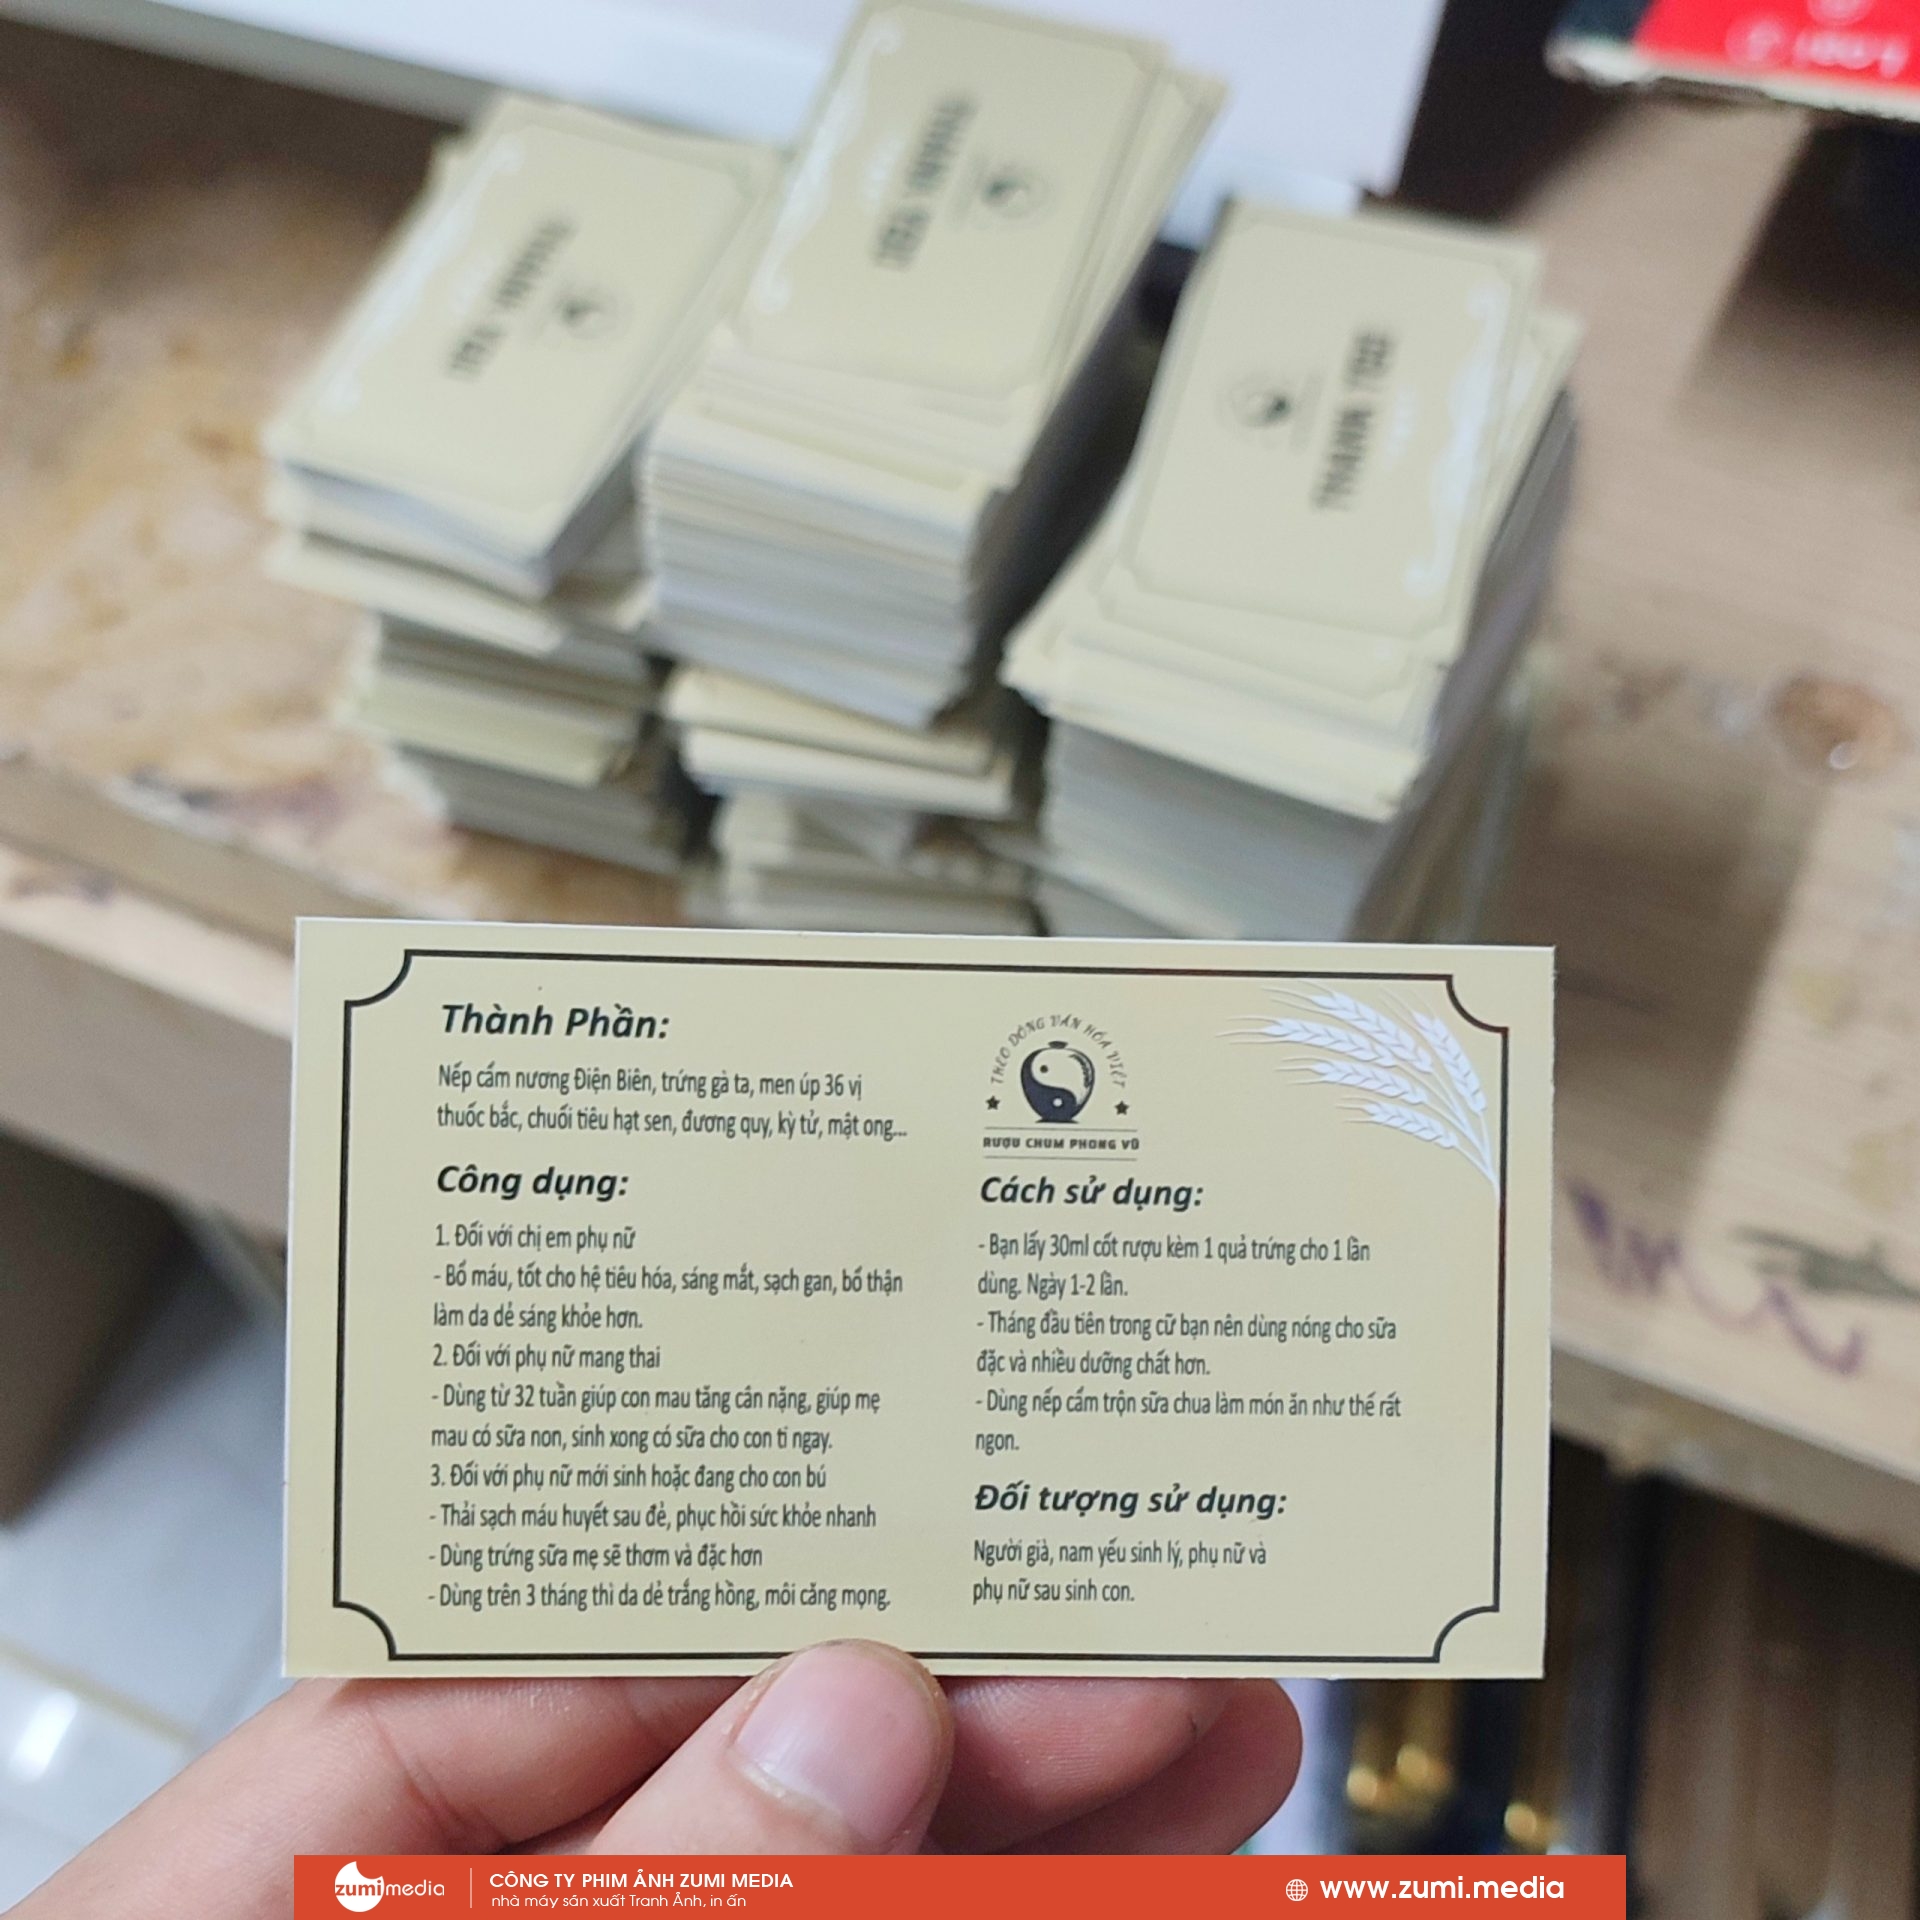 THANK YOU
THANK YOU
THANK YOU
Thành Phần:
Nếp cẩm nương Điện Biên, trứng gà ta, men úp 36 vị
thuốc bắc, chuối tiêu hạt sen, đương quy, kỳ tử, mật ong...
Công dụng:
1. Đối với chị em phụ nữ
- Bổ máu, tốt cho hệ tiêu hóa, sáng mắt, sạch gan, bổ thận
làm da dẻ sáng khỏe hơn.
2. Đối với phụ nữ mang thai
- Dùng từ 32 tuần giúp con mau tăng cân nặng, giúp mẹ
mau có sữa non, sinh xong có sữa cho con ti ngay.
3. Đối với phụ nữ mới sinh hoặc đang cho con bú
- Thải sạch máu huyết sau đẻ, phục hồi sức khỏe nhanh
- Dùng trứng sữa mẹ sẽ thơm và đặc hơn
- Dùng trên 3 tháng thì da dẻ trắng hồng, môi căng mọng.
THEO DÒNG VĂN HÓA VIỆT
RƯỢU CHUM PHONG VŨ
Cách sử dụng:
- Bạn lấy 30ml cốt rượu kèm 1 quả trứng cho 1 lần
dùng. Ngày 1-2 lần.
- Tháng đầu tiên trong cữ bạn nên dùng nóng cho sữa
đặc và nhiều dưỡng chất hơn.
- Dùng nếp cẩm trộn sữa chua làm món ăn như thế rất
ngon.
Đối tượng sử dụng:
Người già, nam yếu sinh lý, phụ nữ và
phụ nữ sau sinh con.
zumimedia
CÔNG TY PHIM ẢNH ZUMI MEDIA
nhà máy sản xuất Tranh Ảnh, in ấn
www.zumi.media